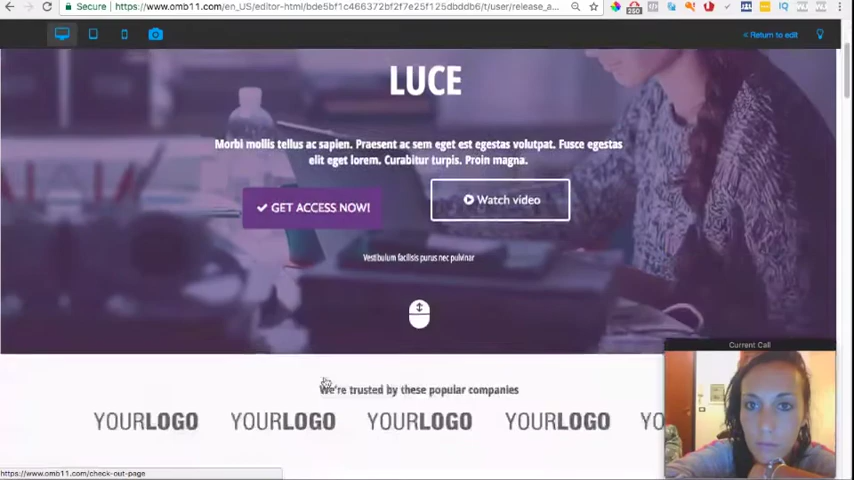 Secure
https://www.omb11.com/en_US/editor-html/bde5bf1c466372bf2f7e25f125dbddb6/t/user/release_a...
250
« Return to edit
LUCE
Morbi mollis tellus ac sapien. Praesent ac sem eget est egestas volutpat. Fusce egestas
elit eget lorem. Curabitur turpis. Proin magna.
GET ACCESS NOW!
Watch video
Vestibulum facilisis purus nec pulvinar
We're trusted by these popular companies
YOURLOGO YOURLOGO YOURLOGO YOURLOGO YO
Current Call
https://www.omb11.com/check-out-page